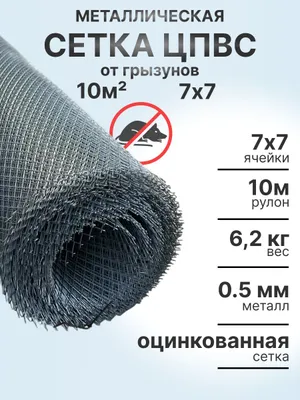 МЕТАЛЛИЧЕСКАЯ
СЕТКА ЦПВС
от грызунов
10м² 7х7
7х7
ячейки
10м
рулон
6,2 кг
вес
0.5 мм
металл
оцинкованная
сетка